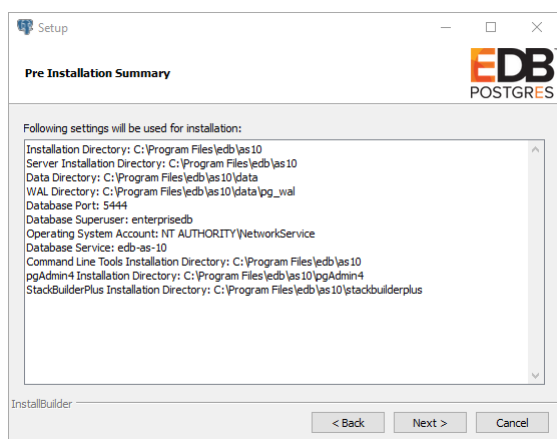 Setup
Pre Installation Summary
EDB
POSTGRES
Following settings will be used for installation:
Installation Directory: C:\Program Files\edb\as10
Server Installation Directory: C:\Program Files\edb\as10
Data Directory: C:\Program Files\edb\as10\data
WAL Directory: C:\Program Files\edb\as10\data\pg_wal
Database Port: 5444
Database Superuser: enterprisedb
Operating System Account: NT AUTHORITY\NetworkService
Database Service: edb-as-10
Command Line Tools Installation Directory: C:\Program Files\edb\as10
pgAdmin4 Installation Directory: C:\Program Files\edb\as10\pgAdmin4
StackBuilderPlus Installation Directory: C:\Program Files\edb\as10\stackbuilderplus
InstallBuilder
< Back Next > Cancel